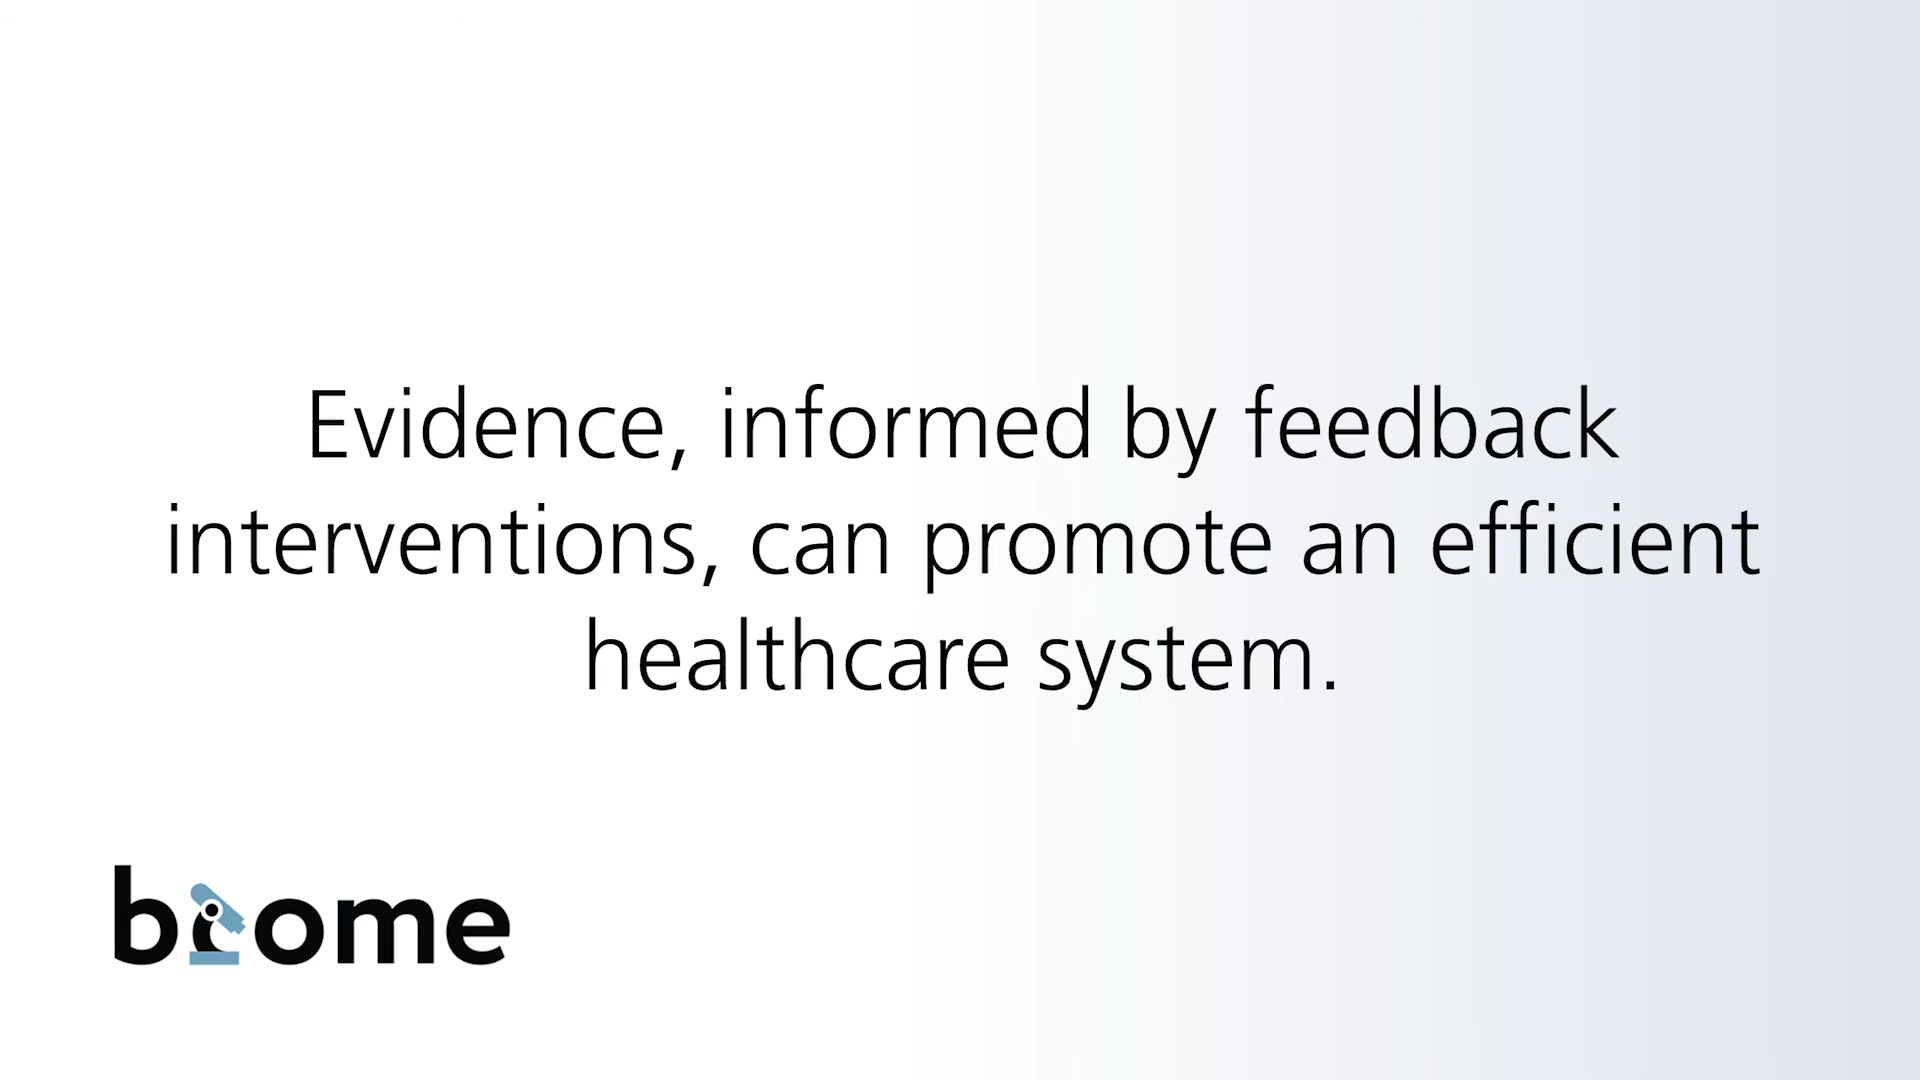 Evidence, informed by feedback
interventions, can promote an efficient
healthcare system.
biome